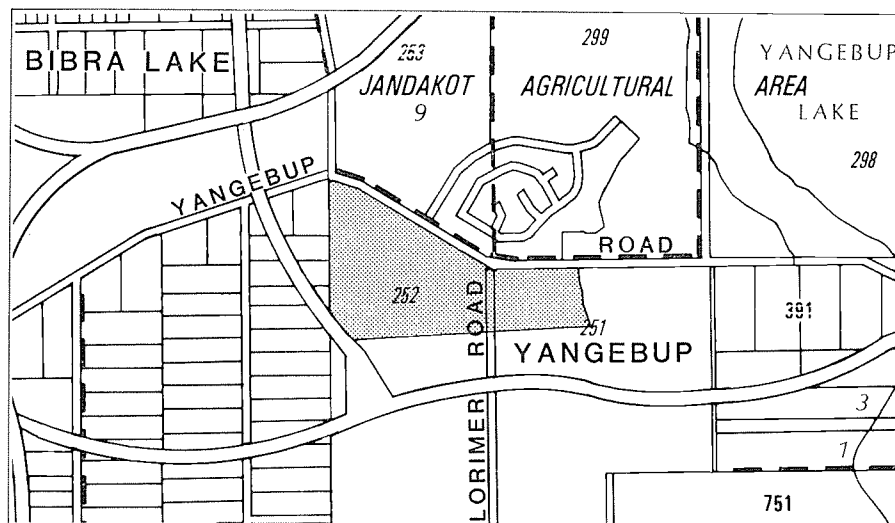 299
253
YANGEBUP
BIBRA LAKE
JANDAKOT
AGRICULTURAL
AREA
9
LAKE
298
YANGEBUP
ROAD
252
251
391
ROAD
YANGEBUP
LORIMER
3
1
751